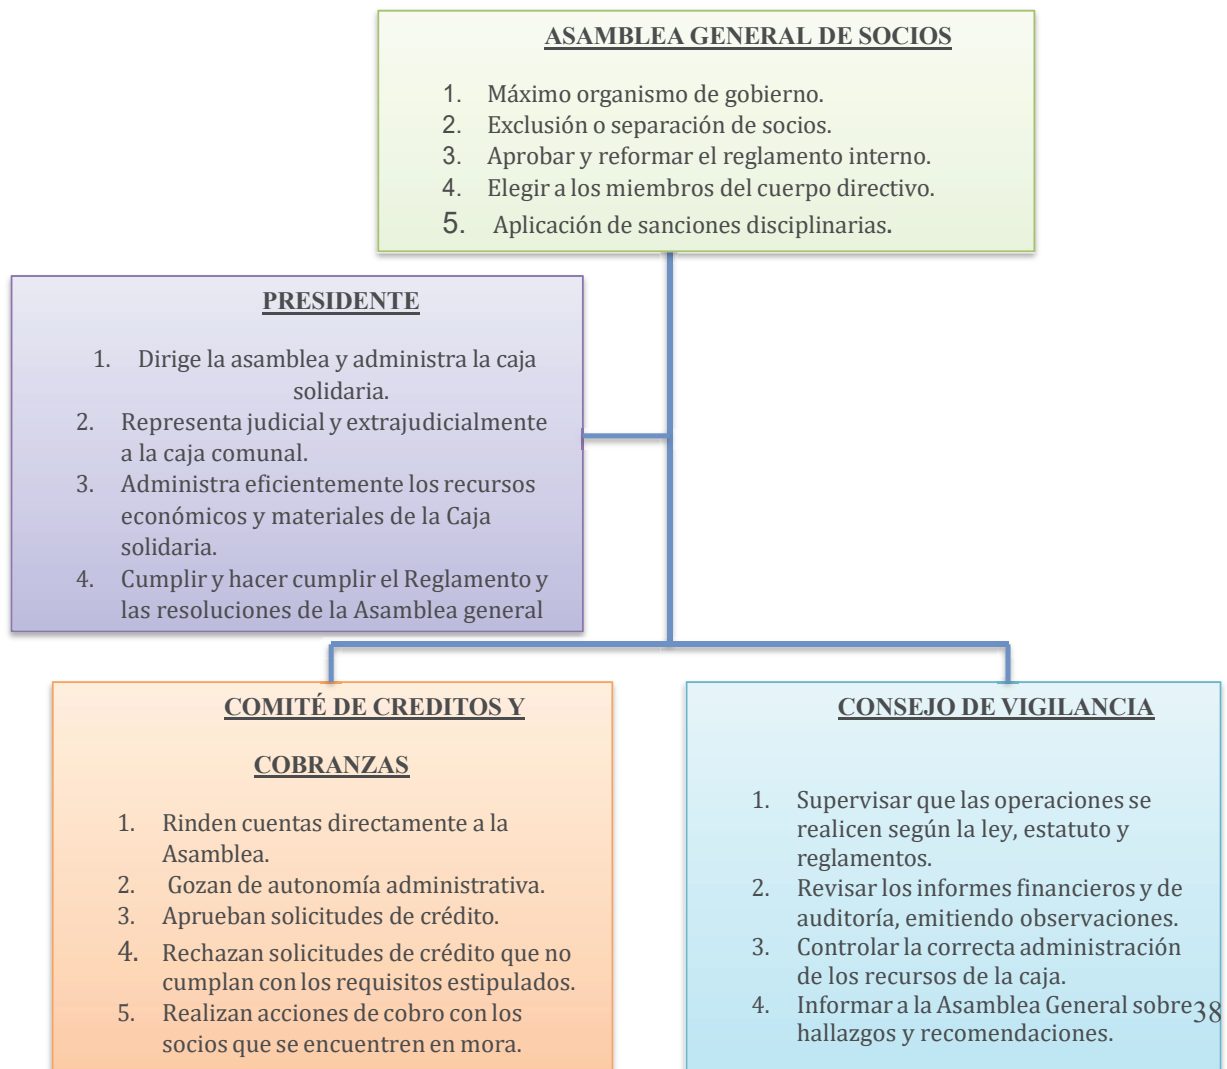 ASAMBLEA GENERAL DE SOCIOS
1. Máximo organismo de gobierno.
2. Exclusión o separación de socios.
3. Aprobar y reformar el reglamento interno.
4. Elegir a los miembros del cuerpo directivo.
5. Aplicación de sanciones disciplinarias.
PRESIDENTE
1. Dirige la asamblea y administra la caja
solidaria.
2. Representa judicial y extrajudicialmente
a la caja comunal.
3. Administra eficientemente los recursos
económicos y materiales de la Caja
solidaria.
4. Cumplir y hacer cumplir el Reglamento y
las resoluciones de la Asamblea general
COMITÉ DE CREDITOS Y
COBRANZAS
1. Rinden cuentas directamente a la
Asamblea.
2. Gozan de autonomía administrativa.
3. Aprueban solicitudes de crédito.
4. Rechazan solicitudes de crédito que no
cumplan con los requisitos estipulados.
5. Realizan acciones de cobro con los
socios que se encuentren en mora.
CONSEJO DE VIGILANCIA
1. Supervisar que las operaciones se
realicen según la ley, estatuto y
reglamentos.
2. Revisar los informes financieros y de
auditoría, emitiendo observaciones.
3. Controlar la correcta administración
de los recursos de la caja.
4. Informar a la Asamblea General sobre
hallazgos y recomendaciones.
38